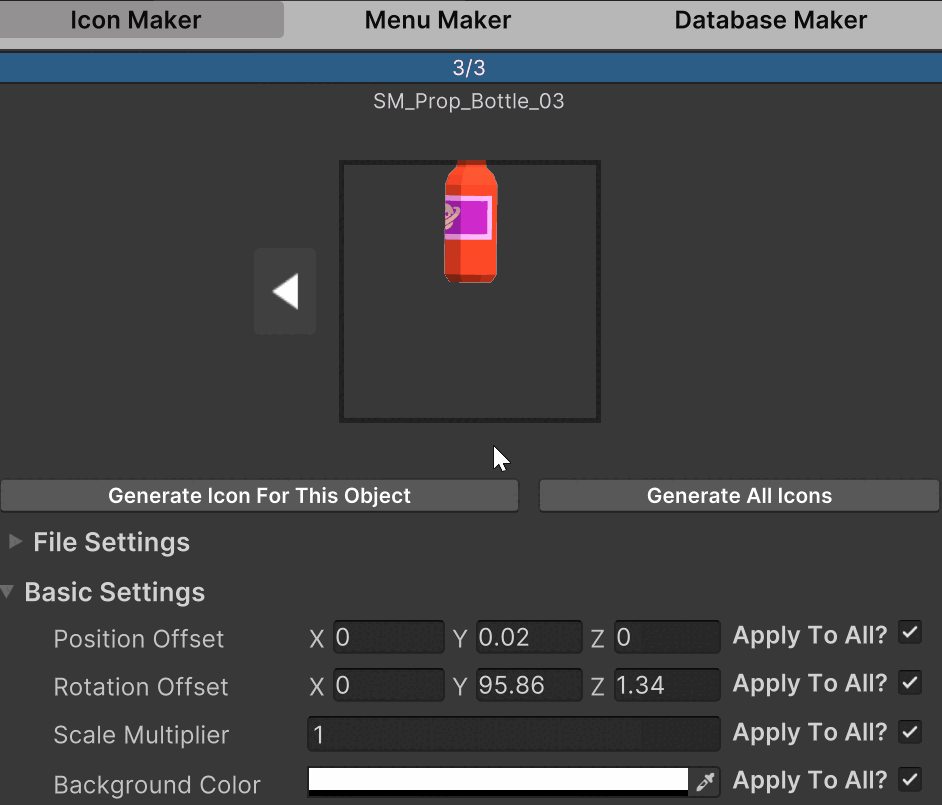 Icon Maker Menu Maker Database Maker
3/3
SM_Prop_Bottle_03
Generate Icon For This Object Generate All Icons
File Settings
Basic Settings
Position Offset X 0 Y 0.02 Z 0 Apply To All?
Rotation Offset X 0 Y 95.86 Z 1.34 Apply To All?
Scale Multiplier 1 Apply To All?
Background Color Apply To All?